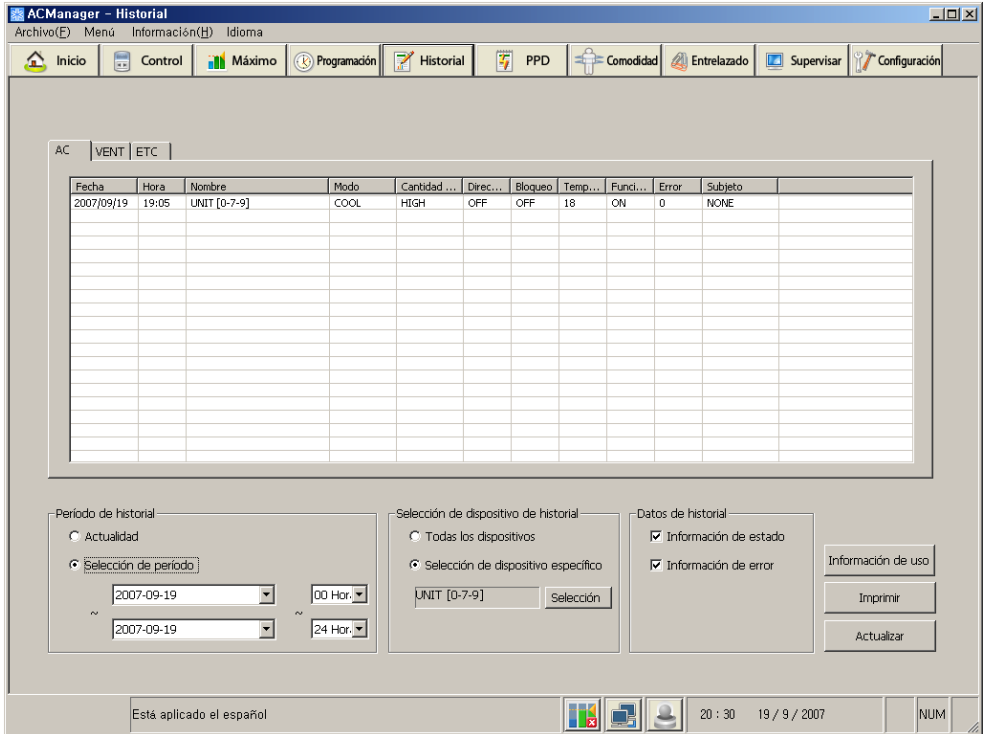 ACManager - Historial
Archivo(F) Menú Información(H) Idioma
Inicio Control Máximo Programación Historial PPD Comodidad Entrelazado Supervisar Configuración
AC VENT ETC
Fecha Hora Nombre Modo Cantidad ... Direc... Bloqueo Temp... Funci... Error Subjeto
2007/09/19 19:05 UNIT [0-7-9] COOL HIGH OFF OFF 18 ON 0 NONE
Período de historial
Actualidad
Selección de período
2007-09-19 00 Hor.
~ ~
2007-09-19 24 Hor.
Selección de dispositivo de historial
Todas los dispositivos
Selección de dispositivo específico
UNIT [0-7-9] Selección
Datos de historial
Información de estado
Información de error
Información de uso
Imprimir
Actualizar
Está aplicado el español 20 : 30 19 / 9 / 2007 NUM